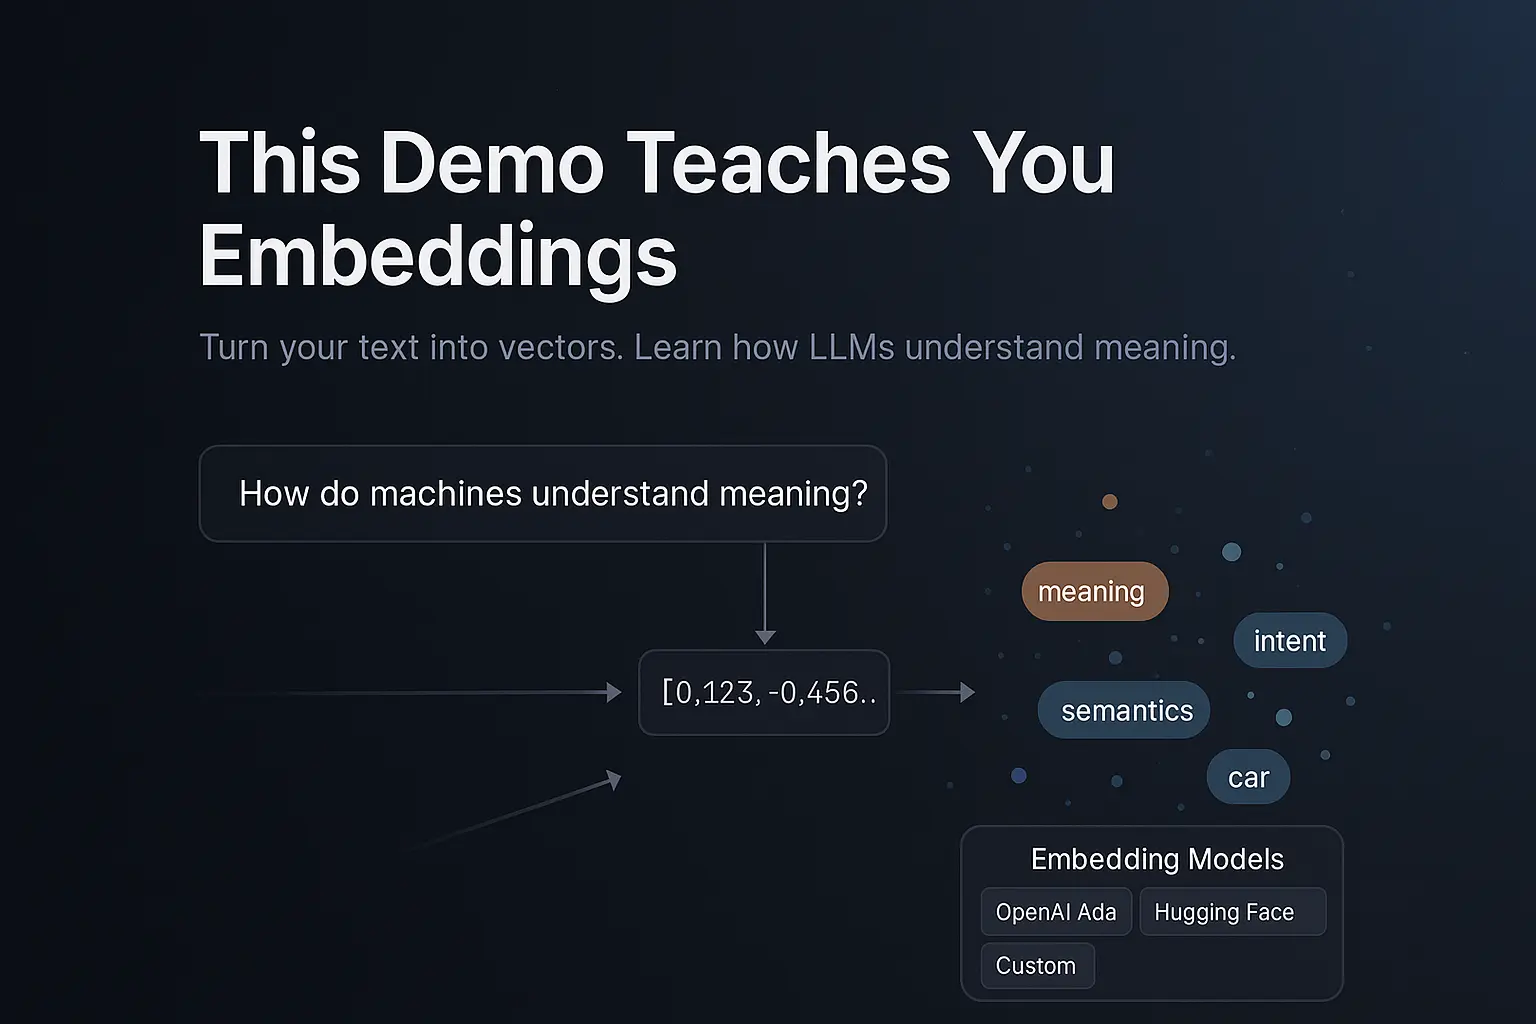 This Demo Teaches You
Embeddings
Turn your text into vectors. Learn how LLMs understand meaning.
How do machines understand meaning?
meaning
intent
[0,123, -0,456..
semantics
car
Embedding Models
OpenAI Ada
Hugging Face
Custom